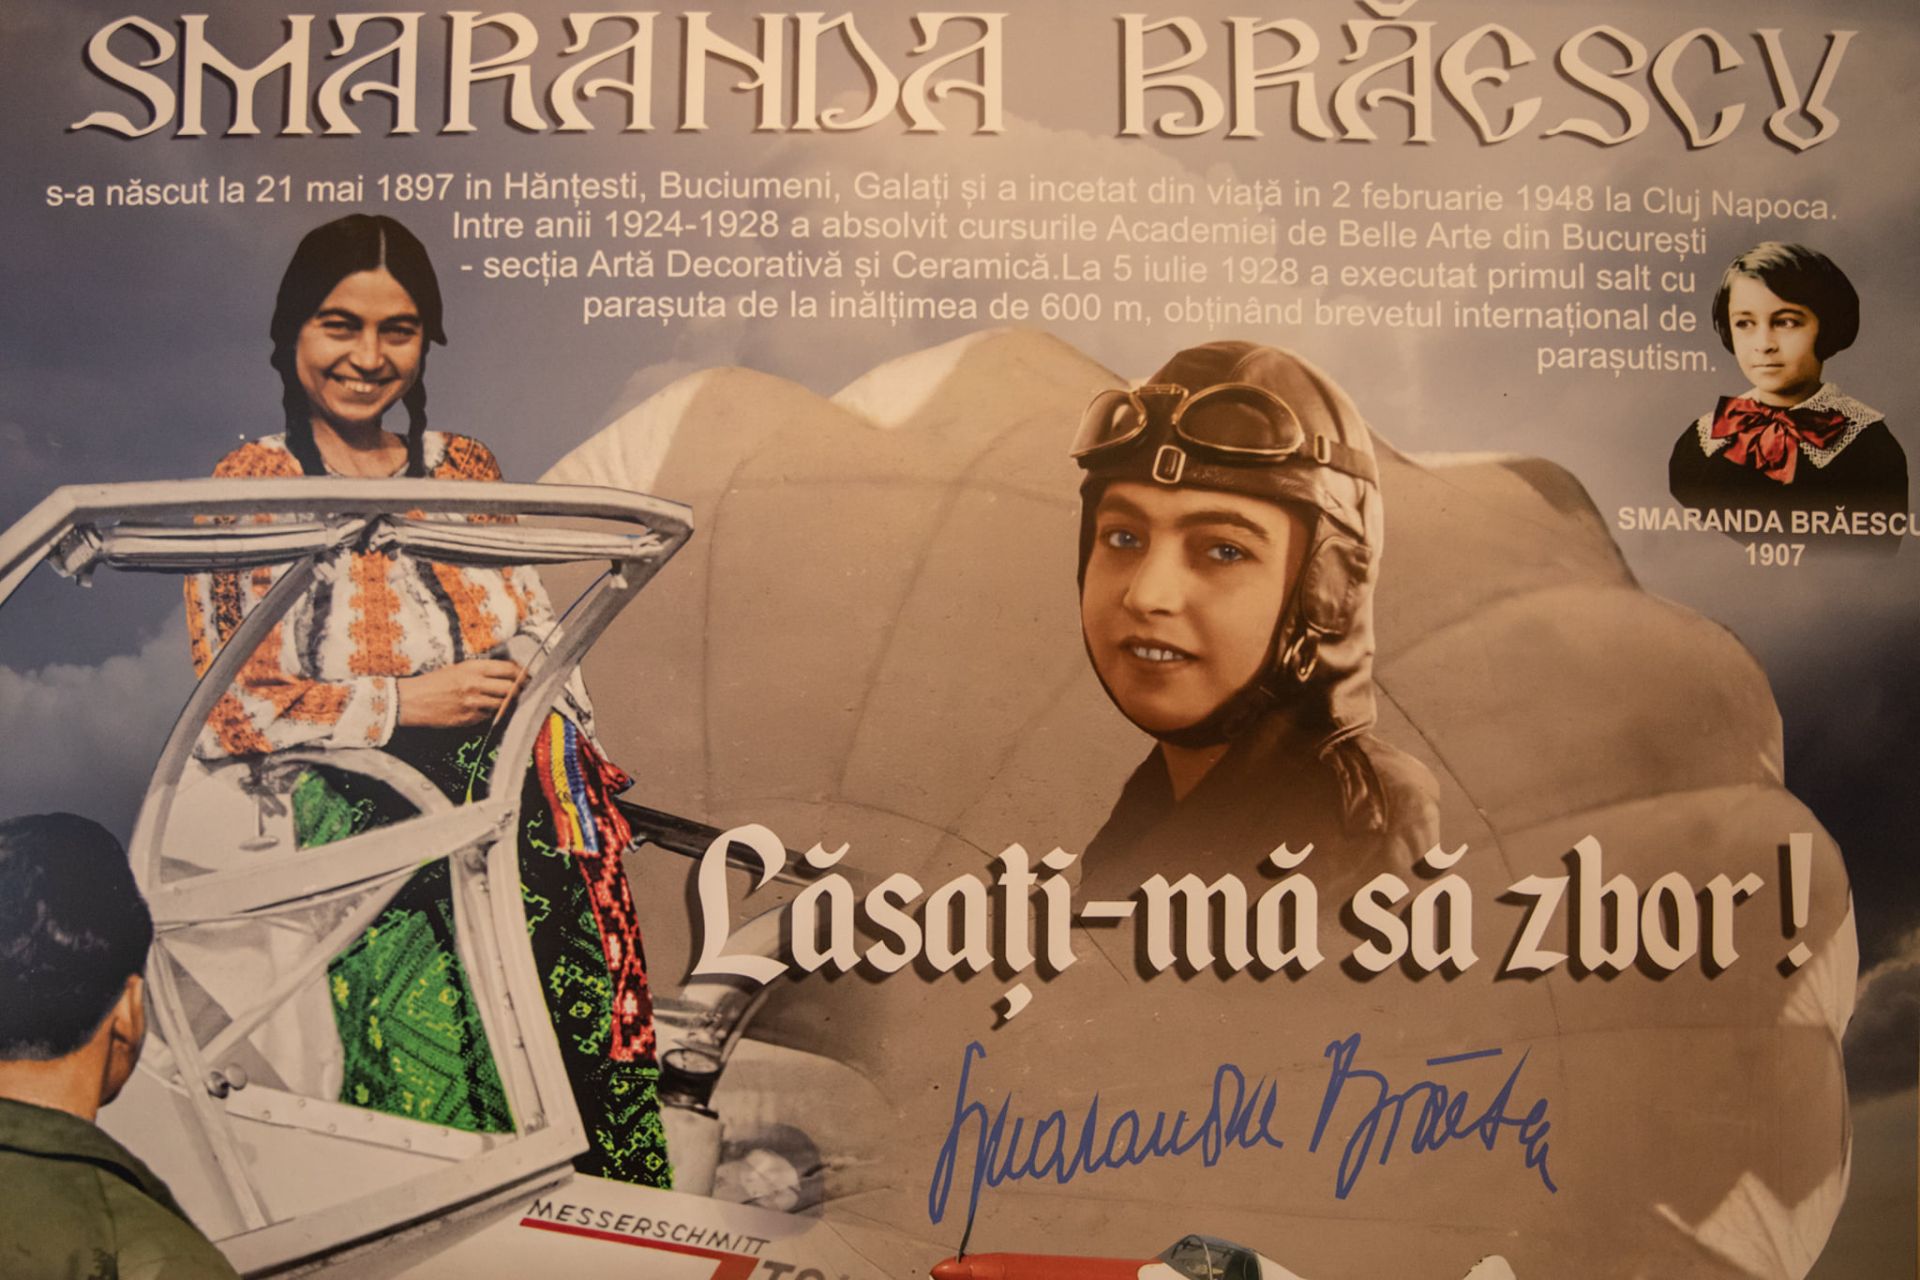 SMARANDA BRĂESCU
s-a născut la 21 mai 1897 in Hănțesti, Buciumeni, Galați și a incetat din viață in 2 februarie 1948 la Cluj Napoca.
Intre anii 1924-1928 a absolvit cursurile Academiei de Belle Arte din București
- secția Artă Decorativă și Ceramică.La 5 iulie 1928 a executat primul salt cu
parașuta de la inălțimea de 600 m, obținând brevetul internațional de
parașutism.
SMARANDA BRĂESCU
1907
Lăsați-mă să zbor !
Smaranda Brăescu
MESSERSCHMITT